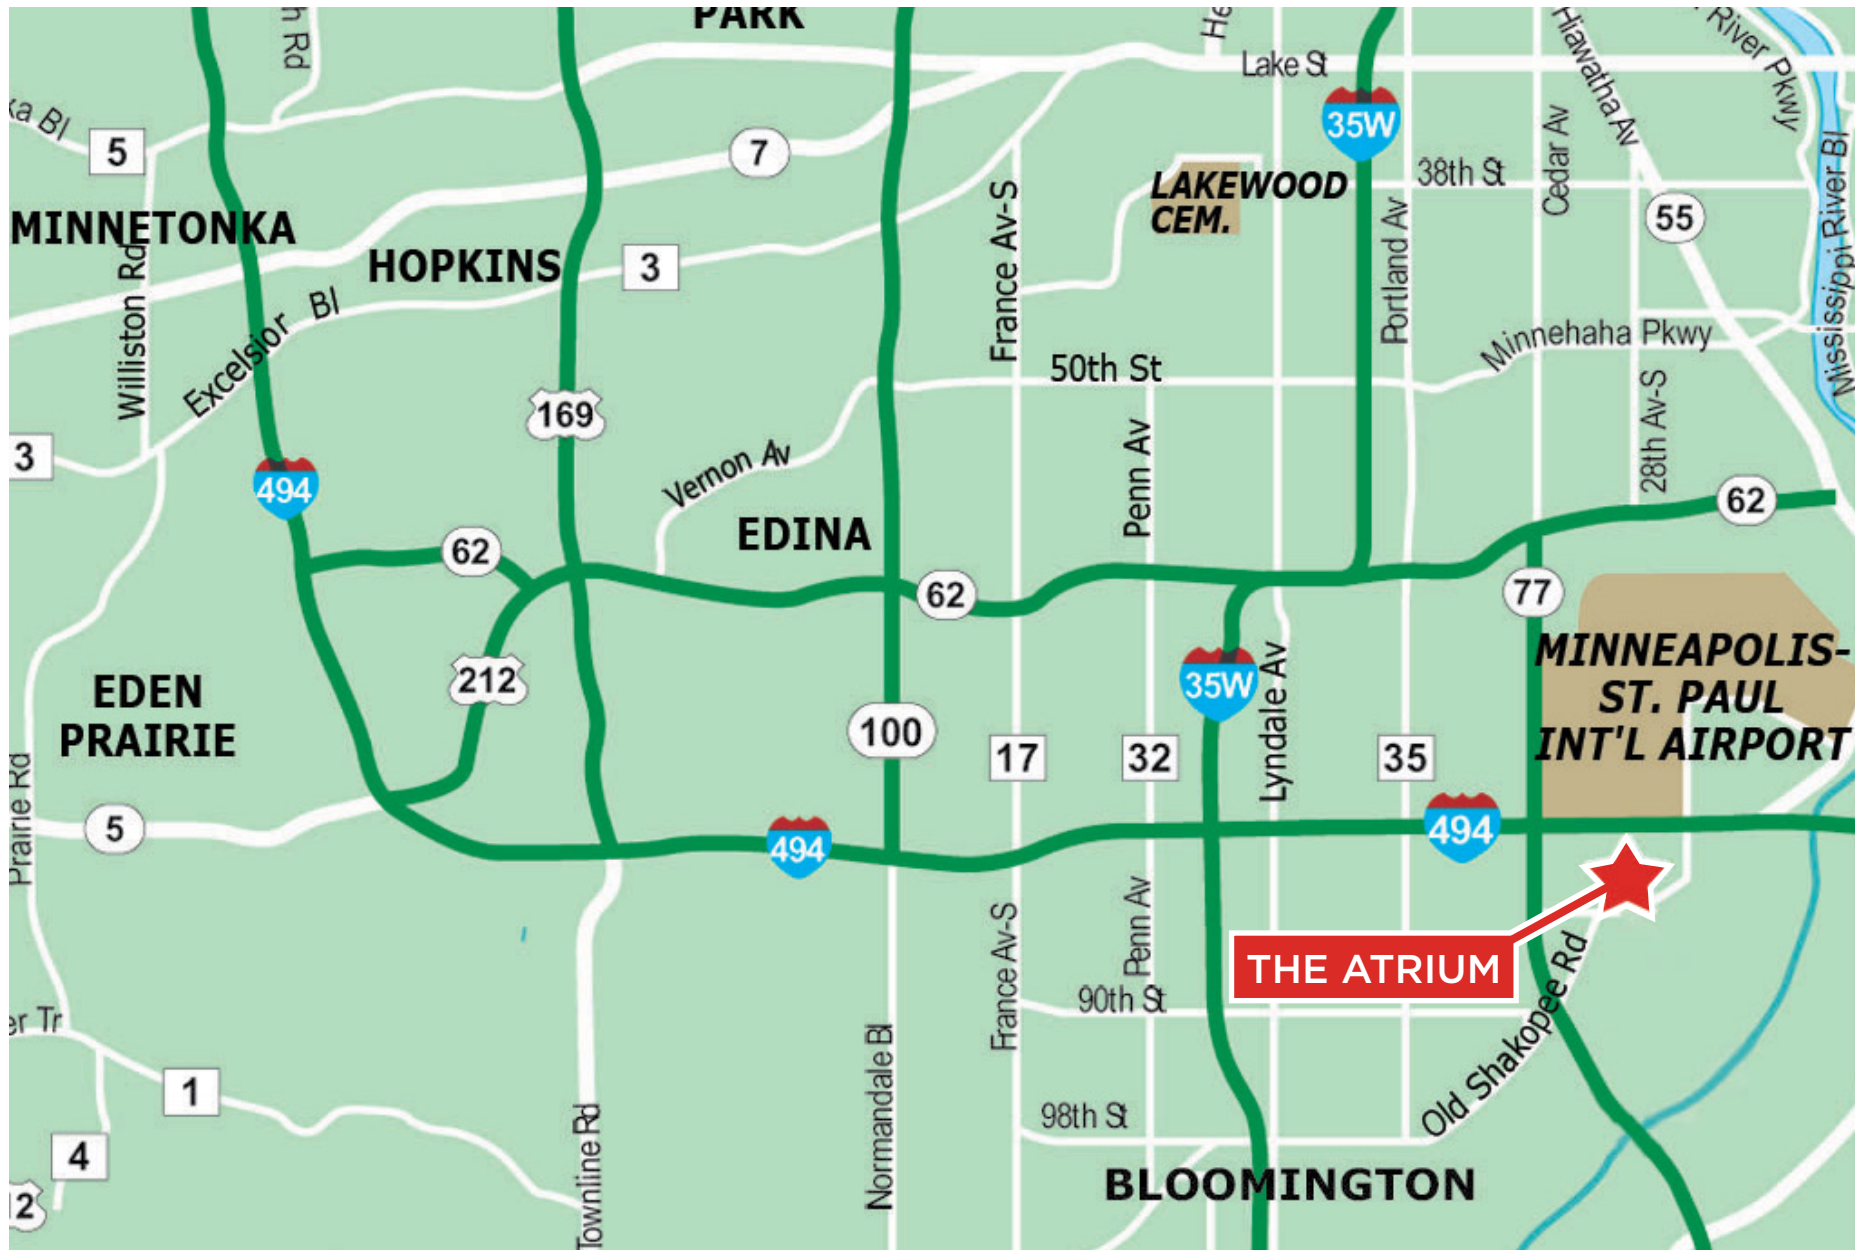 PARK
Lake St
Hiawatha Av
River Pkwy
5
7
35W
38th St
Cedar Av
Mississippi River Bl
LAKEWOOD
CEM.
55
MINNETONKA
Williston Rd
HOPKINS
3
France Av-S
Portland Av
Excelsior Bl
Minnehaha Pkwy
50th St
169
28th Av-S
3
494
Vernon Av
Penn Av
62
EDINA
62
62
77
212
EDEN
PRAIRIE
35W
Lyndale Av
MINNEAPOLIS-
ST. PAUL
INT'L AIRPORT
100
17
32
35
Prairie Rd
5
494
494
THE ATRIUM
France Av-S
Penn Av
90th St
Old Shakopee Rd
Tr
1
Normandale Bl
Townline Rd
98th St
4
BLOOMINGTON